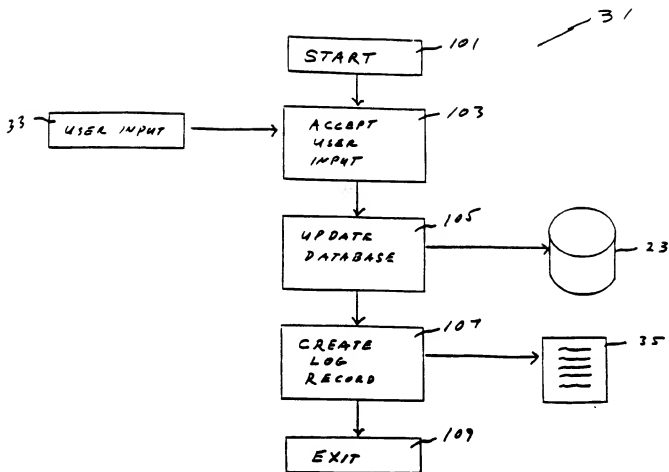 31
101
START
33
USER INPUT
103
ACCEPT
USER
INPUT
105
UPDATE
DATABASE
23
107
CREATE
LOG
RECORD
35
109
EXIT